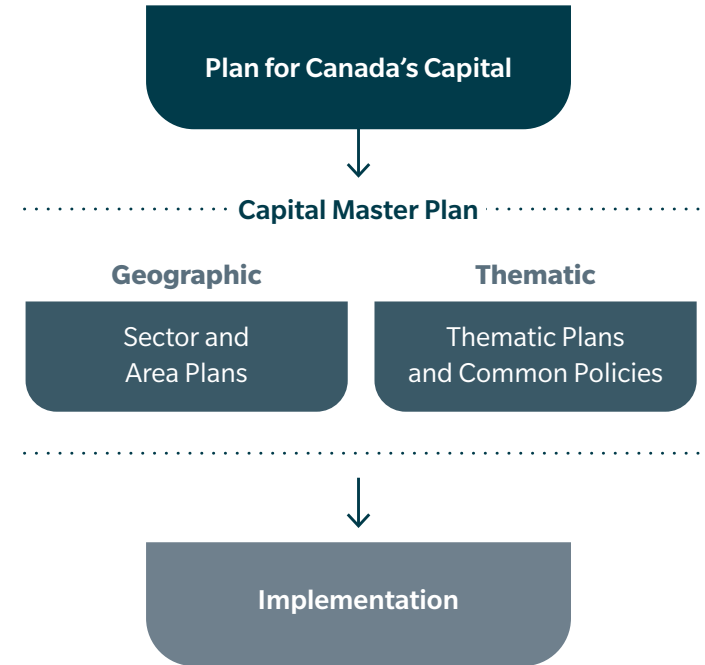 Plan for Canada’s Capital
Capital Master Plan
Geographic
Sector and
Area Plans
Thematic
Thematic Plans
and Common Policies
Implementation